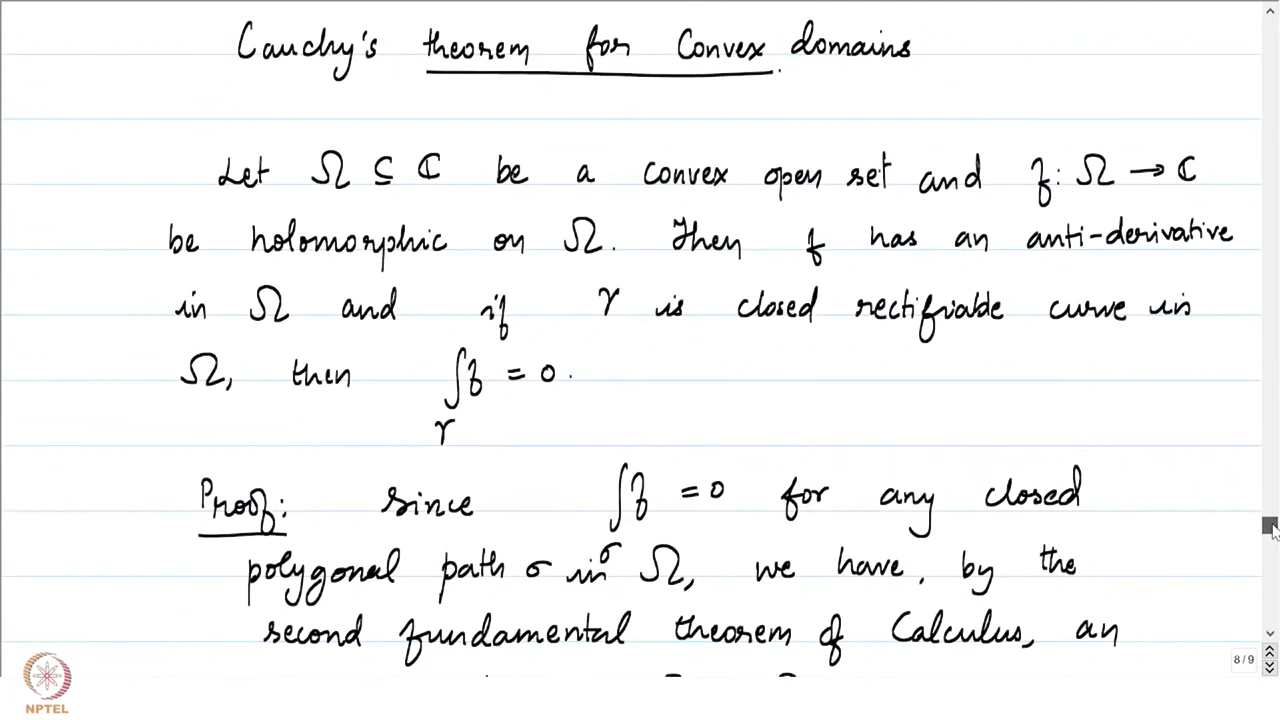 Cauchy's theorem for Convex domains
Let Ω ⊆ ℂ be a convex open set and f: Ω → ℂ
be holomorphic on Ω. Then f has an anti-derivative
in Ω and if γ is closed rectifiable curve in
Ω, then ∫_γ f = 0.
Proof: since ∫_σ f = 0 for any closed
polygonal path σ in Ω, we have, by the
second fundamental theorem of Calculus, an
8 / 9
NPTEL